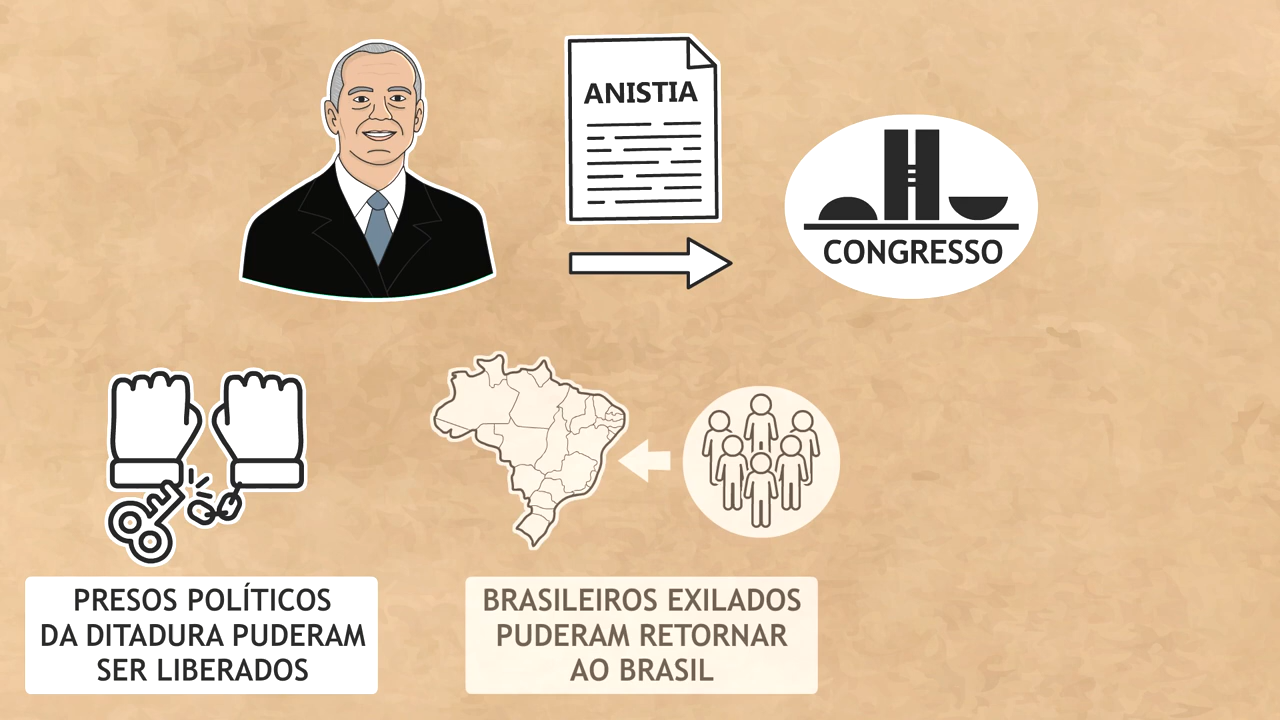 ANISTIA
CONGRESSO
PRESOS POLÍTICOS
DA DITADURA PUDERAM
SER LIBERADOS
BRASILEIROS EXILADOS
PUDERAM RETORNAR
AO BRASIL